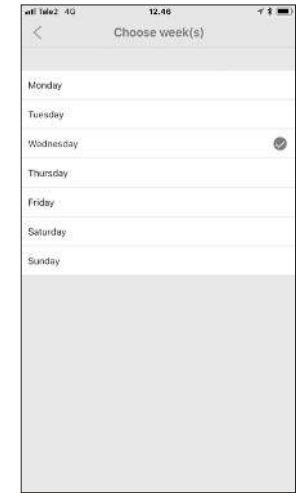 Tele2 4G 12.46
Choose week(s)
Monday
Tuesday
Wednesday
Thursday
Friday
Saturday
Sunday